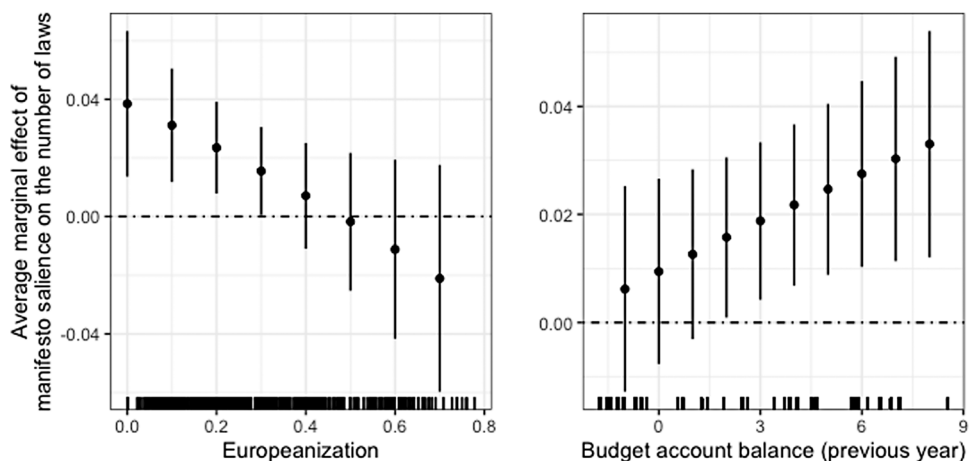 Average marginal effect of
manifesto salience on the number of laws
0.04
0.00
-0.04
0.0 0.2 0.4 0.6 0.8
Europeanization
0.04
0.02
0.00
0 3 6 9
Budget account balance (previous year)